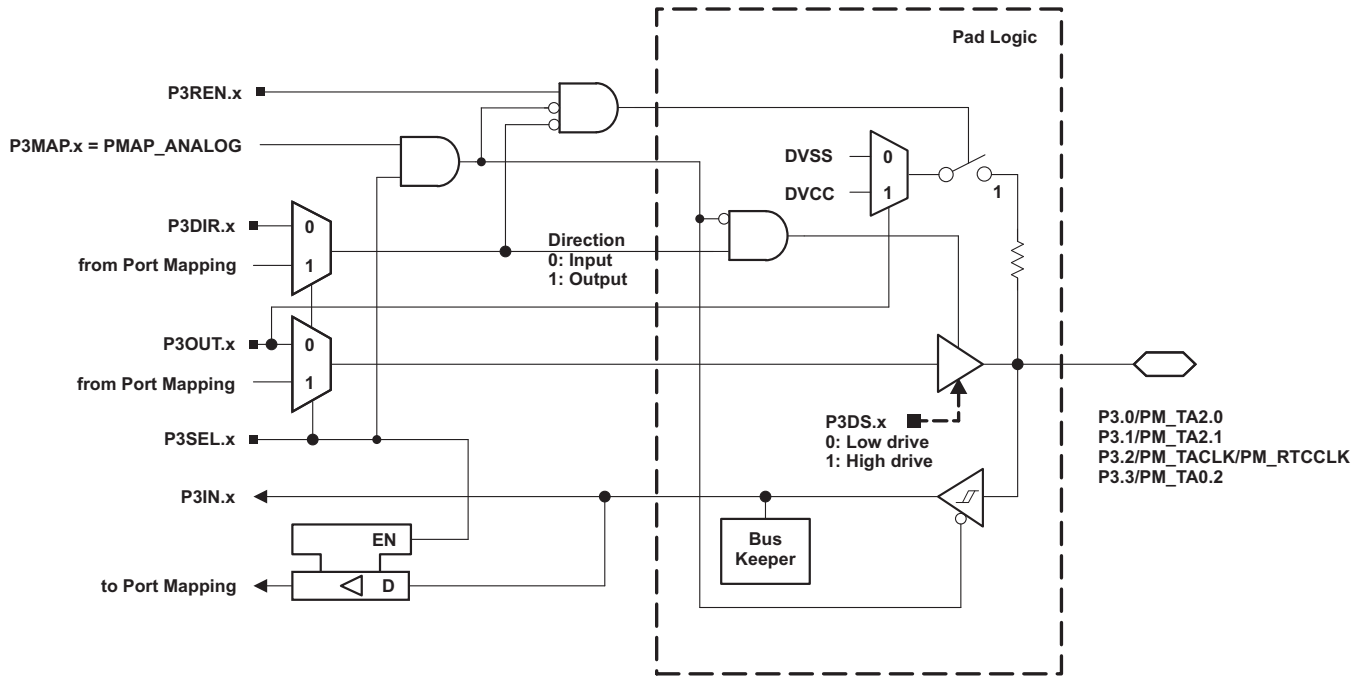 Pad Logic
P3REN.x
P3MAP.x = PMAP_ANALOG
DVSS
0
DVCC
1
1
P3DIR.x
0
from Port Mapping
1
Direction
0: Input
1: Output
P3OUT.x
0
from Port Mapping
1
P3DS.x
0: Low drive
1: High drive
P3.0/PM_TA2.0
P3.1/PM_TA2.1
P3.2/PM_TACLK/PM_RTCCLK
P3.3/PM_TA0.2
P3SEL.x
P3IN.x
EN
Bus
Keeper
to Port Mapping
D